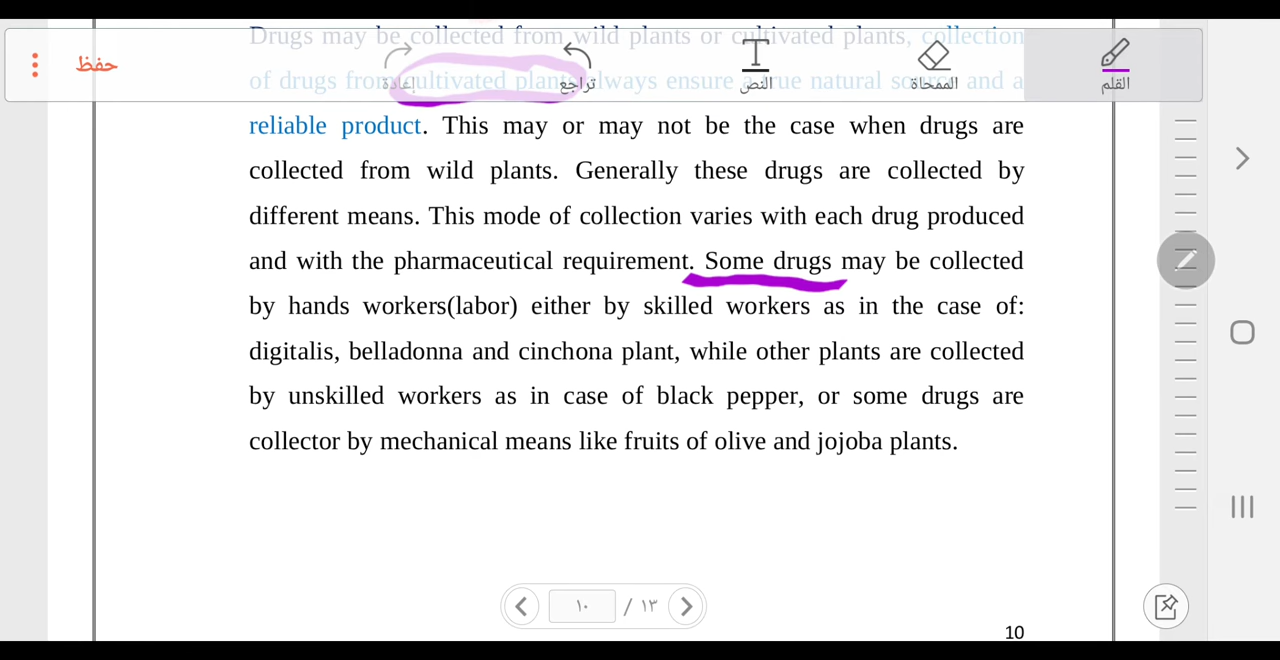 Drugs may be collected from wild plants or cultivated plants, collection
of drugs from cultivated plants always ensure a true natural source and a
حفظ
إعادة
تراجع
النص
الممحاة
القلم
reliable product. This may or may not be the case when drugs are
collected from wild plants. Generally these drugs are collected by
different means. This mode of collection varies with each drug produced
and with the pharmaceutical requirement. Some drugs may be collected
by hands workers(labor) either by skilled workers as in the case of:
digitalis, belladonna and cinchona plant, while other plants are collected
by unskilled workers as in case of black pepper, or some drugs are
collector by mechanical means like fruits of olive and jojoba plants.
١٠ / ١٣
10